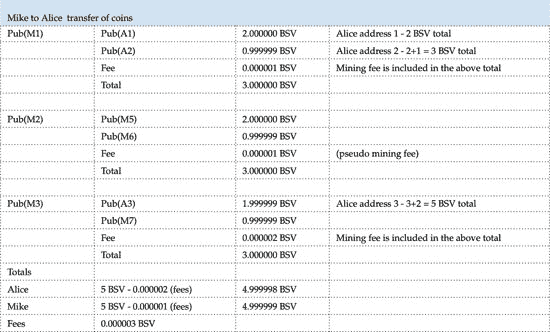 Mike to Alice transfer of coins
Pub(M1) Pub(A1) 2.000000 BSV Alice address 1 - 2 BSV total
Pub(A2) 0.999999 BSV Alice address 2 - 2+1 = 3 BSV total
Fee 0.000001 BSV Mining fee is included in the above total
Total 3.000000 BSV
Pub(M2) Pub(M5) 2.000000 BSV
Pub(M6) 0.999999 BSV
Fee 0.000001 BSV (pseudo mining fee)
Total 3.000000 BSV
Pub(M3) Pub(A3) 1.999999 BSV Alice address 3 - 3+2 = 5 BSV total
Pub(M7) 0.999999 BSV
Fee 0.000002 BSV Mining fee is included in the above total
Total 3.000000 BSV
Totals
Alice 5 BSV - 0.000002 (fees) 4.999998 BSV
Mike 5 BSV - 0.000001 (fees) 4.999999 BSV
Fees 0.000003 BSV